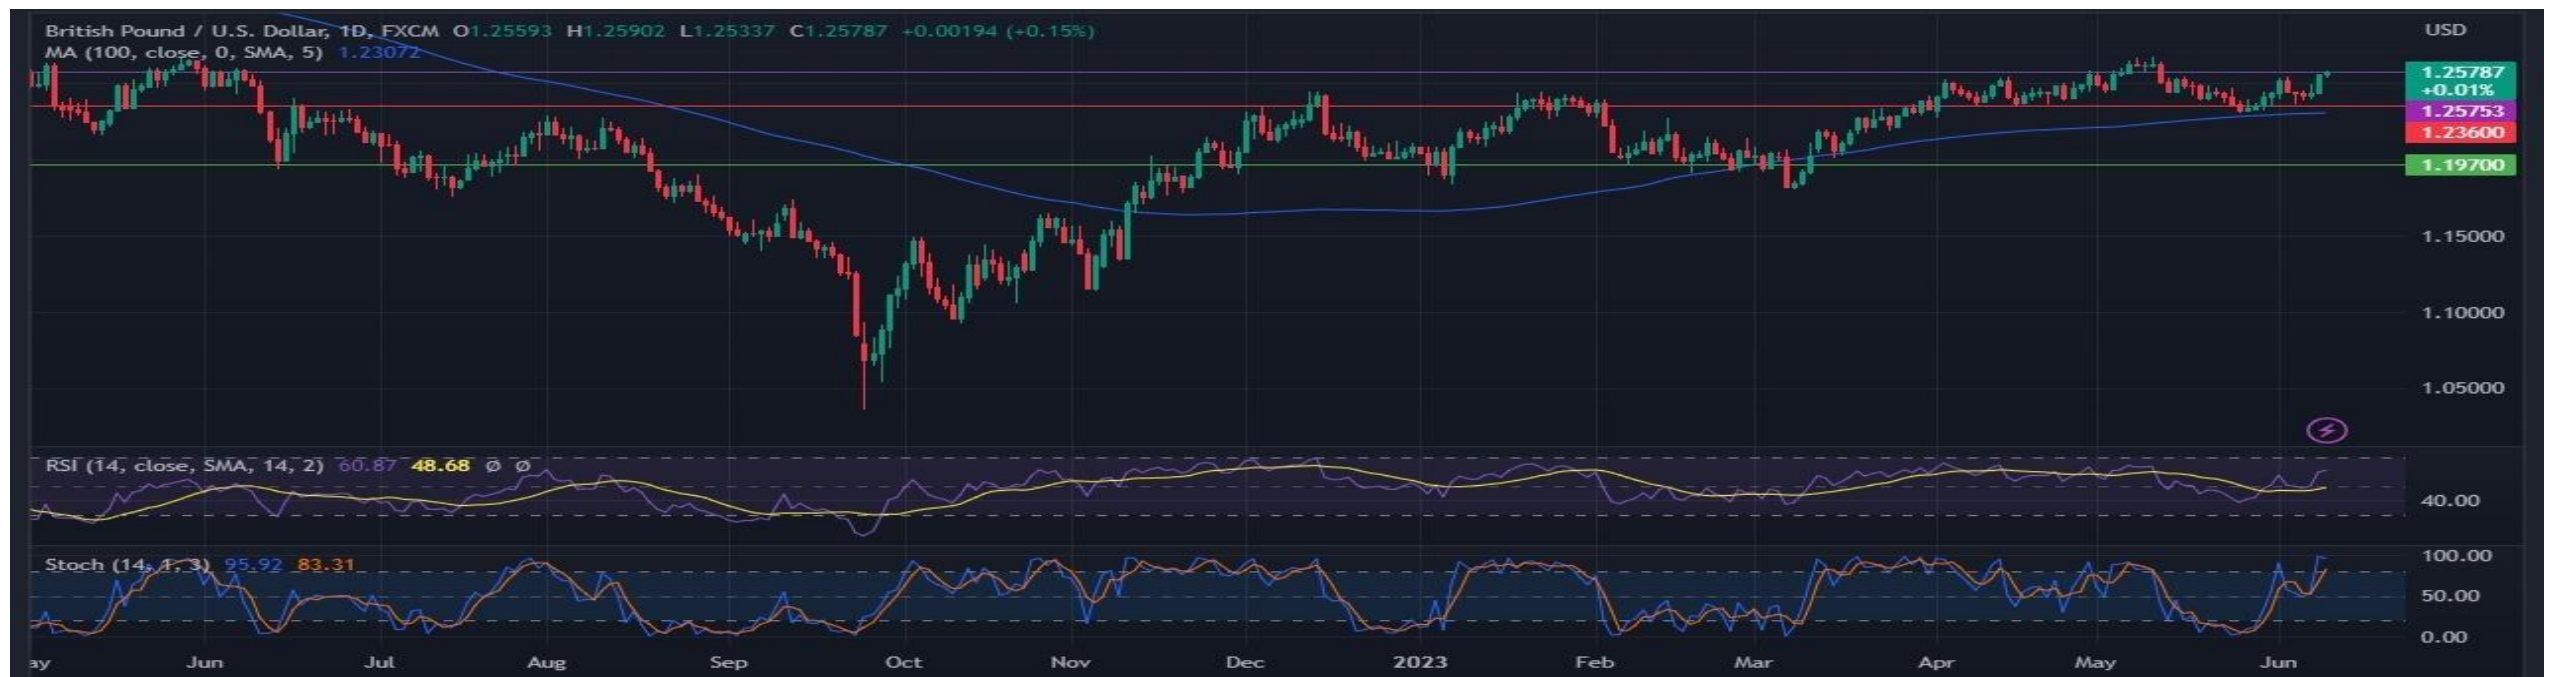 British Pound / U.S. Dollar, 1D, FXCM O1.25593 H1.25902 L1.25337 C1.25787 +0.00194 (+0.15%)
MA (100, close, 0, SMA, 5) 1.23072
USD
1.25787
+0.01%
1.25753
1.23600
1.19700
1.15000
1.10000
1.05000
RSI (14, close, SMA, 14, 2) 60.87 48.68 Ø Ø
40.00
Stoch (14, 1, 3) 95.92 83.31
100.00
50.00
0.00
ay Jun Jul Aug Sep Oct Nov Dec 2023 Feb Mar Apr May Jun